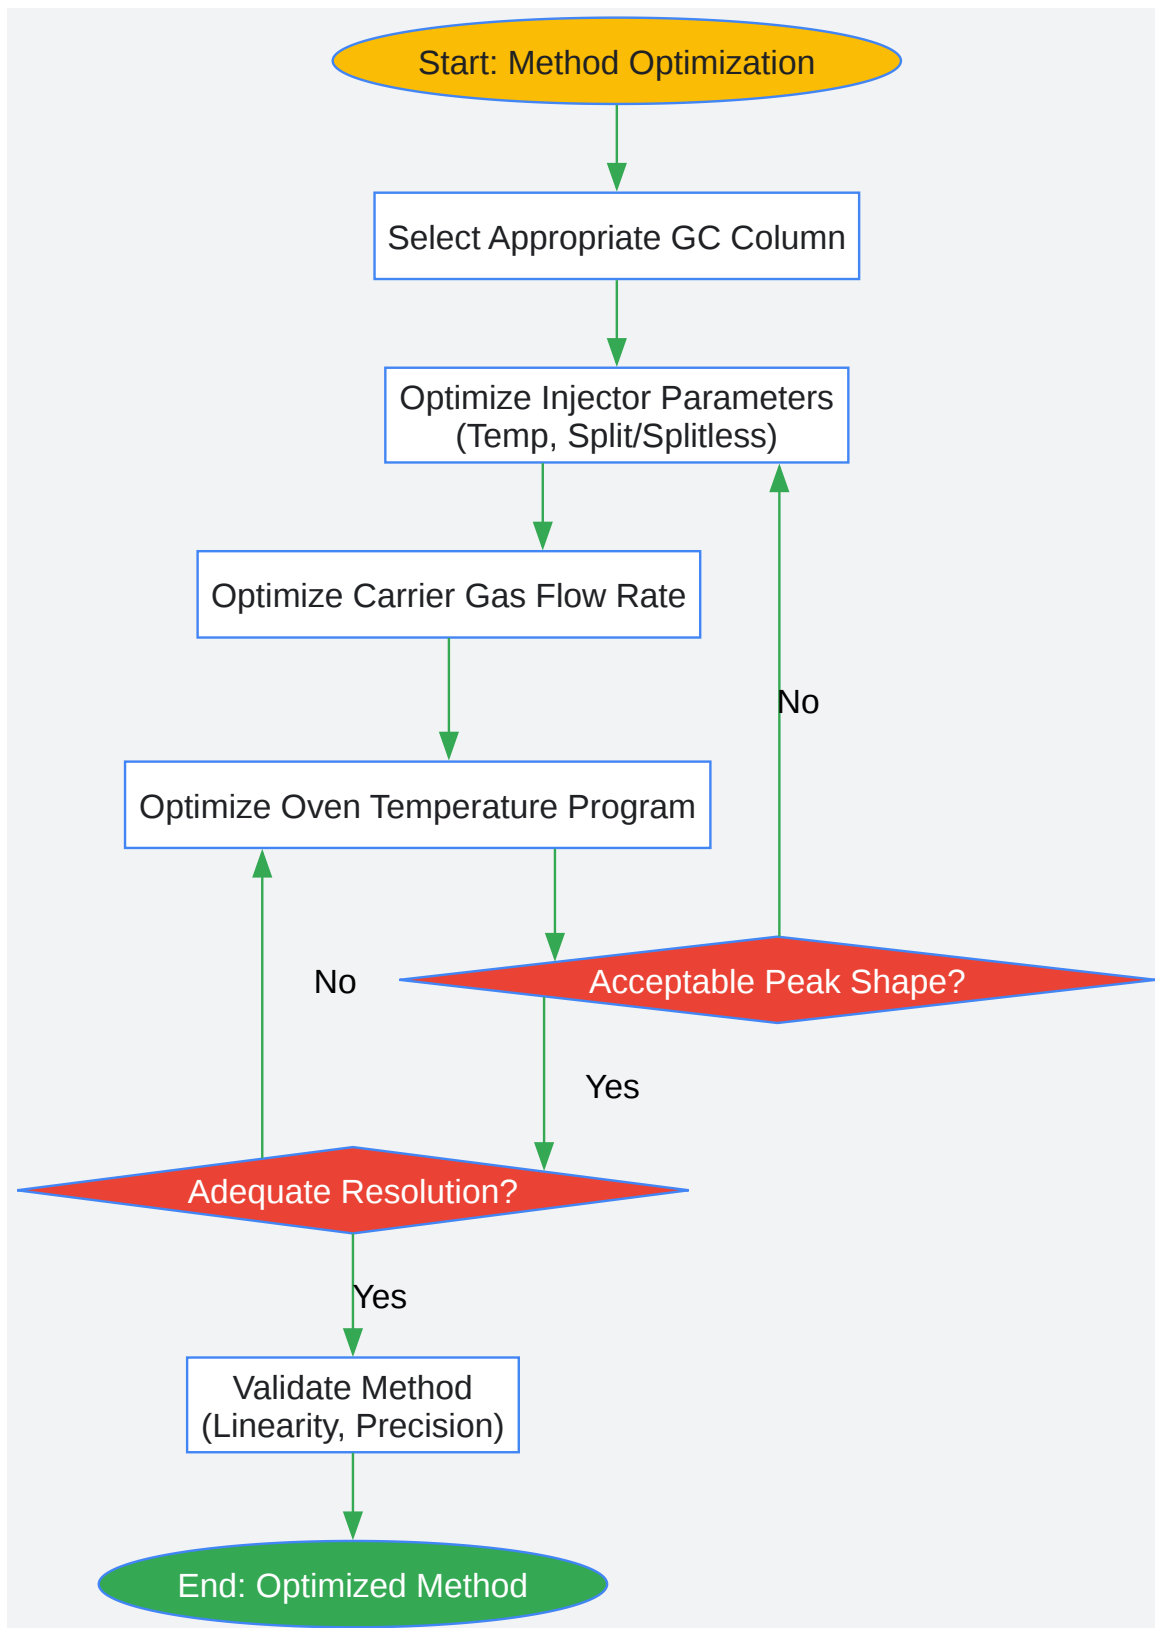 Start: Method Optimization
Select Appropriate GC Column
Optimize Injector Parameters
(Temp, Split/Splitless)
Optimize Carrier Gas Flow Rate
No
Optimize Oven Temperature Program
No
Acceptable Peak Shape?
Yes
Adequate Resolution?
Yes
Validate Method
(Linearity, Precision)
End: Optimized Method